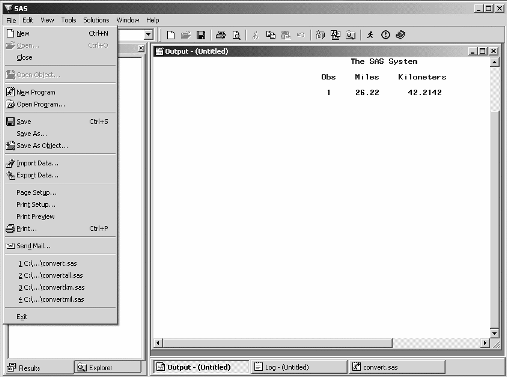 SAS
File Edit View Tools Solutions Window Help
New Ctrl+N
Open... Ctrl+O
Close
Open Object...
New Program
Open Program...
Save Ctrl+S
Save As...
Save As Object...
Import Data...
Export Data...
Page Setup...
Print Setup...
Print Preview
Print... Ctrl+P
Send Mail...
1 C:\...\convert.sas
2 C:\...\convertall.sas
3 C:\...\convertkm.sas
4 C:\...\convertmil.sas
Exit
Output - (Untitled)
The SAS System
Obs Miles Kilometers
1 26.22 42.2142
Results Explorer
Output - (Untitled) Log - (Untitled) convert.sas